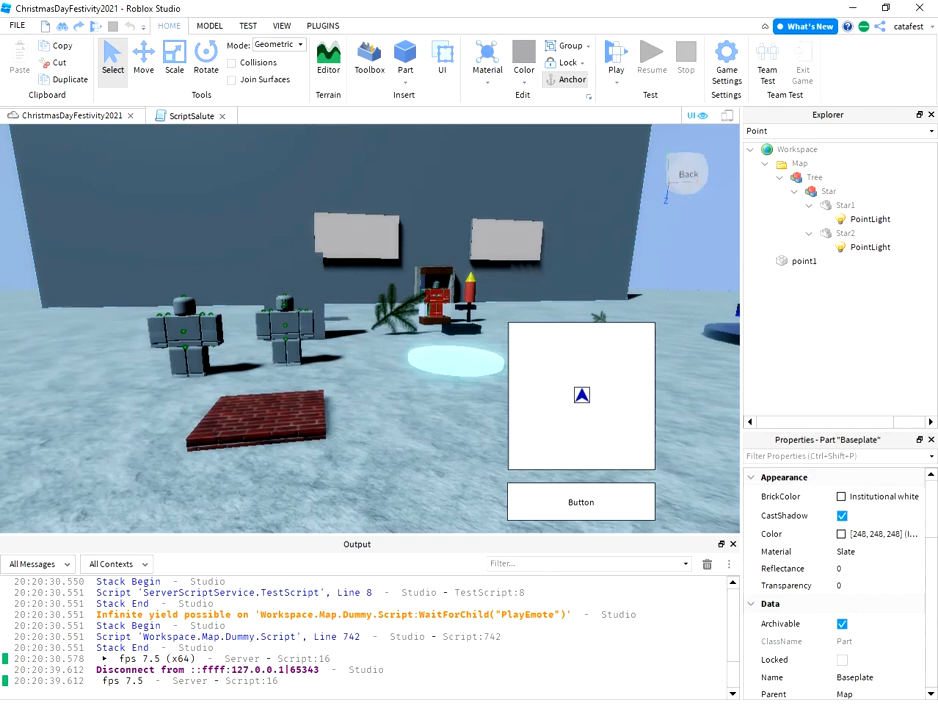 ChristmasDayFestivity2021 - Roblox Studio
FILE HOME MODEL TEST VIEW PLUGINS What's New catafest
Paste
Copy
Cut
Duplicate
Clipboard
Select Move Scale Rotate
Mode: Geometric
Collisions
Join Surfaces
Tools
Editor
Terrain
Toolbox Part UI
Insert
Material Color
Group
Lock
Anchor
Edit
Play Resume Stop
Test
Game Settings
Settings
Team Test
Exit Game
Team Test
ChristmasDayFestivity2021
ScriptSalute
UI
Back
Z
Button
Explorer
Point
Workspace
Map
Tree
Star
Star1
PointLight
Star2
PointLight
point1
Properties - Part "Baseplate"
Filter Properties (Ctrl+Shift+P)
Appearance
BrickColor Institutional white
CastShadow
Color [248, 248, 248] (I...
Material Slate
Reflectance 0
Transparency 0
Data
Archivable
ClassName Part
Locked
Name Baseplate
Parent Map
Output
All Messages All Contexts Filter...
20:20:30.550 Stack Begin - Studio
20:20:30.551 Script 'ServerScriptService.TestScript', Line 8 - Studio - TestScript:8
20:20:30.551 Stack End - Studio
20:20:30.551 Infinite yield possible on 'Workspace.Map.Dummy.Script:WaitForChild("PlayEmote")' - Studio
20:20:30.551 Stack Begin - Studio
20:20:30.551 Script 'Workspace.Map.Dummy.Script', Line 742 - Studio - Script:742
20:20:30.551 Stack End - Studio
20:20:30.578 fps 7.5 (x64) - Server - Script:16
20:20:39.612 Disconnect from ::ffff:127.0.0.1|65343 - Studio
20:20:39.612 fps 7.5 - Server - Script:16